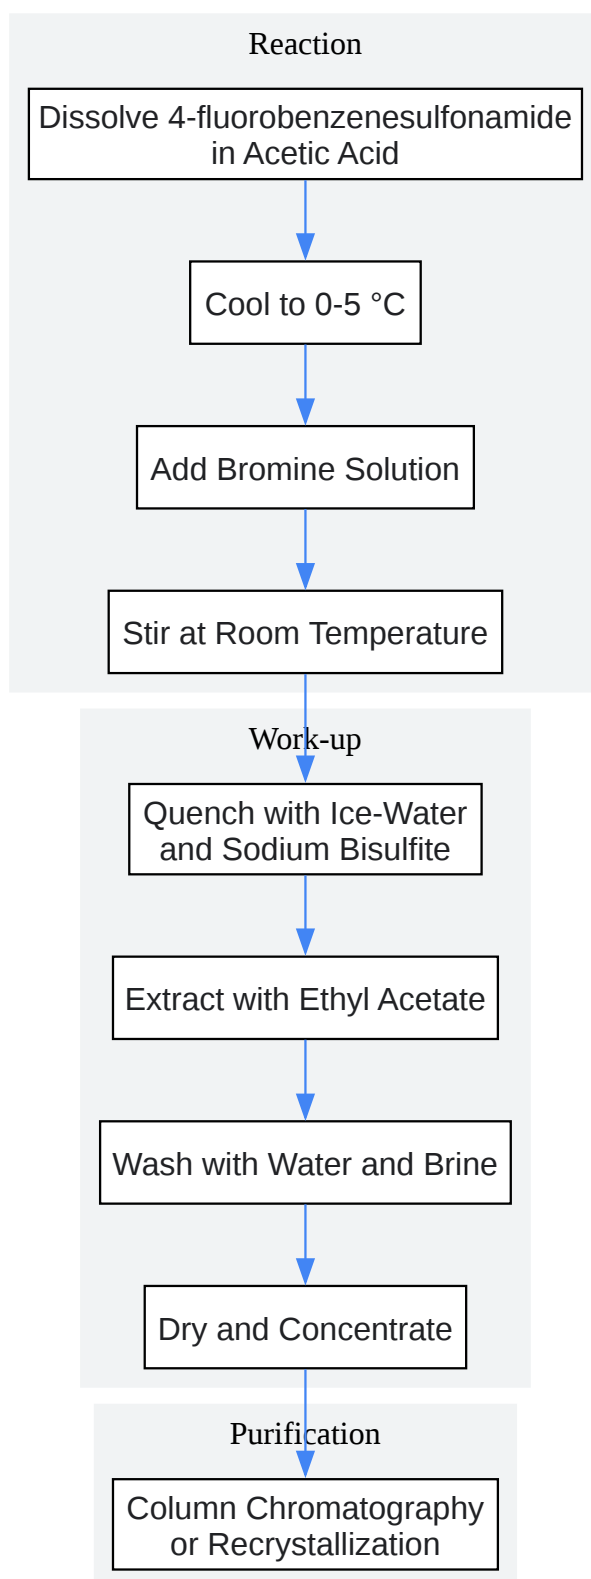 Reaction
Dissolve 4-fluorobenzenesulfonamide
in Acetic Acid
Cool to 0-5 °C
Add Bromine Solution
Stir at Room Temperature
Work-up
Quench with Ice-Water
and Sodium Bisulfite
Extract with Ethyl Acetate
Wash with Water and Brine
Dry and Concentrate
Purification
Column Chromatography
or Recrystallization